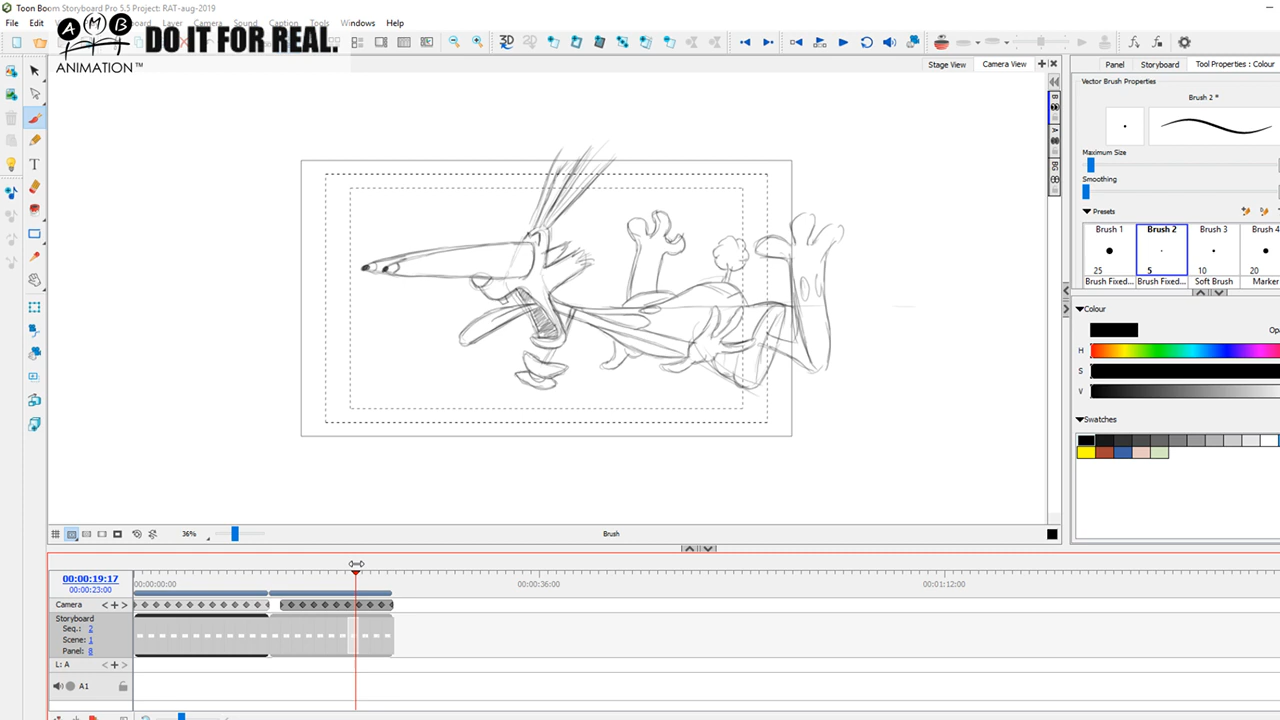 Toon Boom Storyboard Pro 5.5 Project: RAT-aug-2019
File Edit Layer Camera Sound Caption Tools Windows Help
AMB
ANIMATION™
DO IT FOR REAL.
3D
Stage View Camera View
Panel Storyboard Tool Properties : Colour
Vector Brush Properties
Brush 2 *
Maximum Size
Smoothing
Presets
Brush 1 Brush 2 Brush 3 Brush 4
25 5 10 20
Brush Fixed... Brush Fixed... Soft Brush Marker
B
A
BG
T
Colour
Opa
H
S
V
Swatches
36%
Brush
00:00:19:17
00:00:23:00
00:00:00:00 00:00:36:00 00:01:12:00
Camera
Storyboard
Seq.: 2
Scene: 1
Panel: 8
L: A
A1